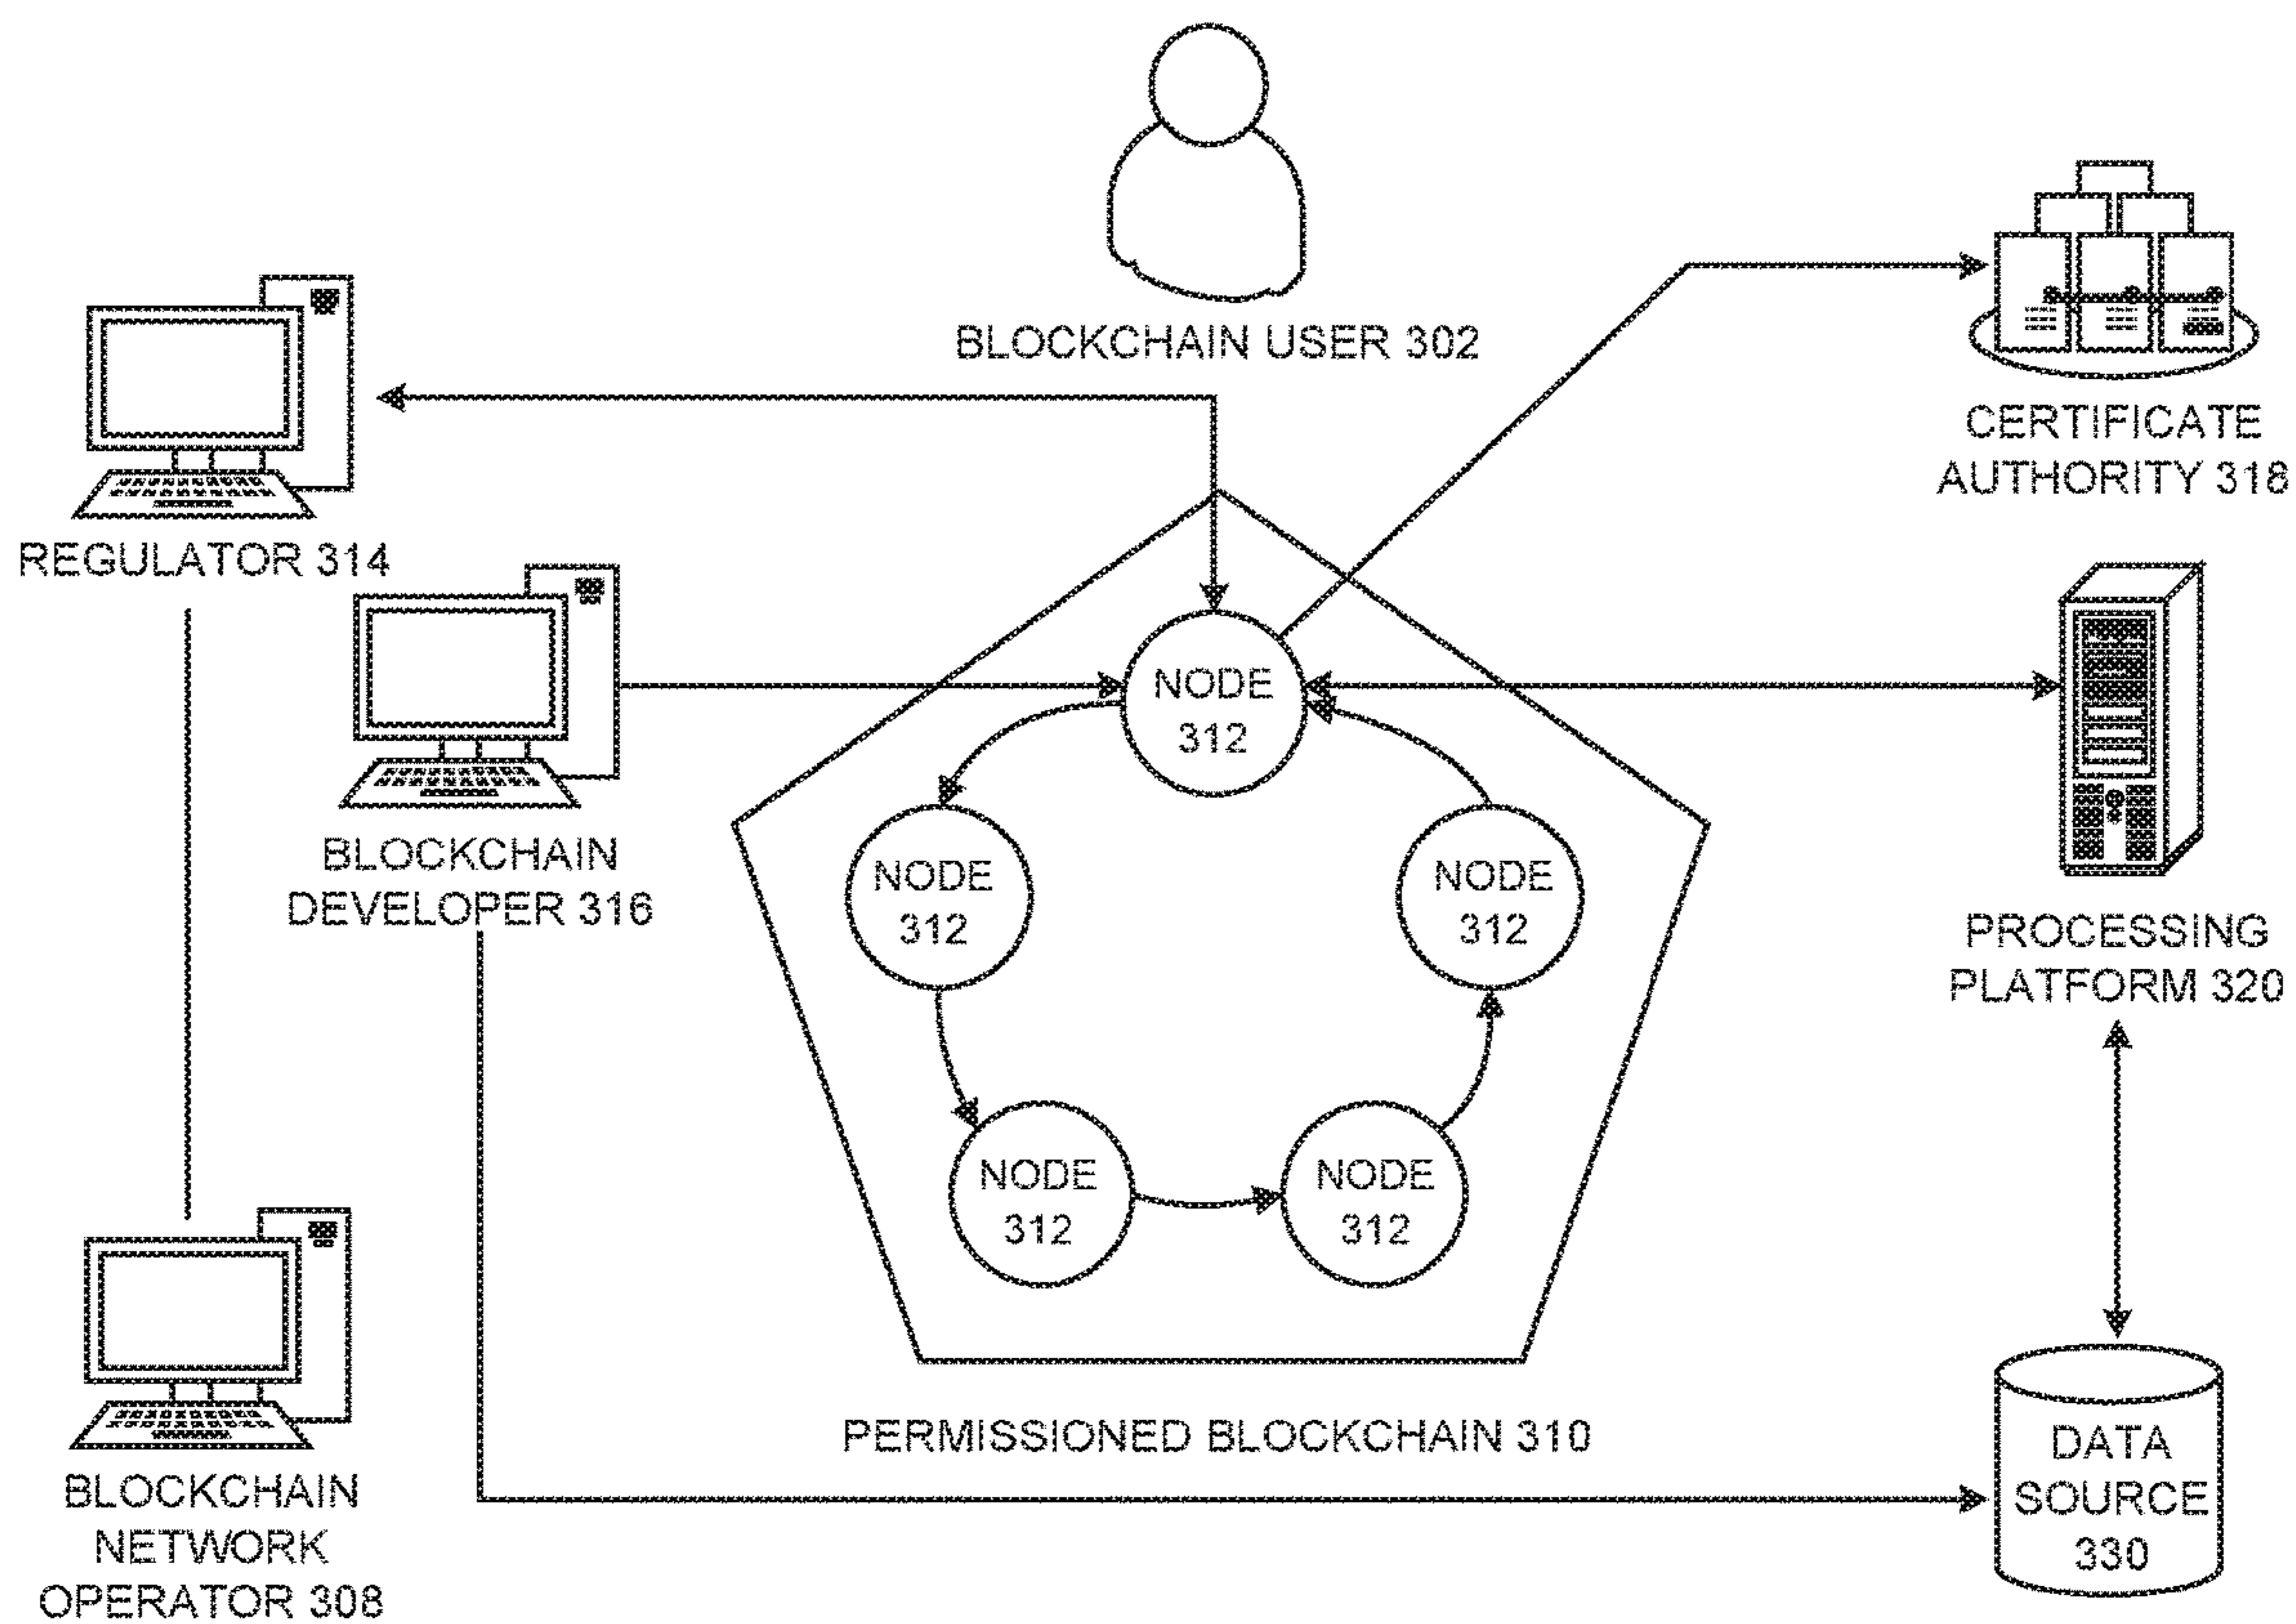 BLOCKCHAIN USER 302
CERTIFICATE
AUTHORITY 318
REGULATOR 314
NODE
312
BLOCKCHAIN
DEVELOPER 316
NODE
312
NODE
312
PROCESSING
PLATFORM 320
NODE
312
NODE
312
PERMISSIONED BLOCKCHAIN 310
DATA
SOURCE
330
BLOCKCHAIN
NETWORK
OPERATOR 308